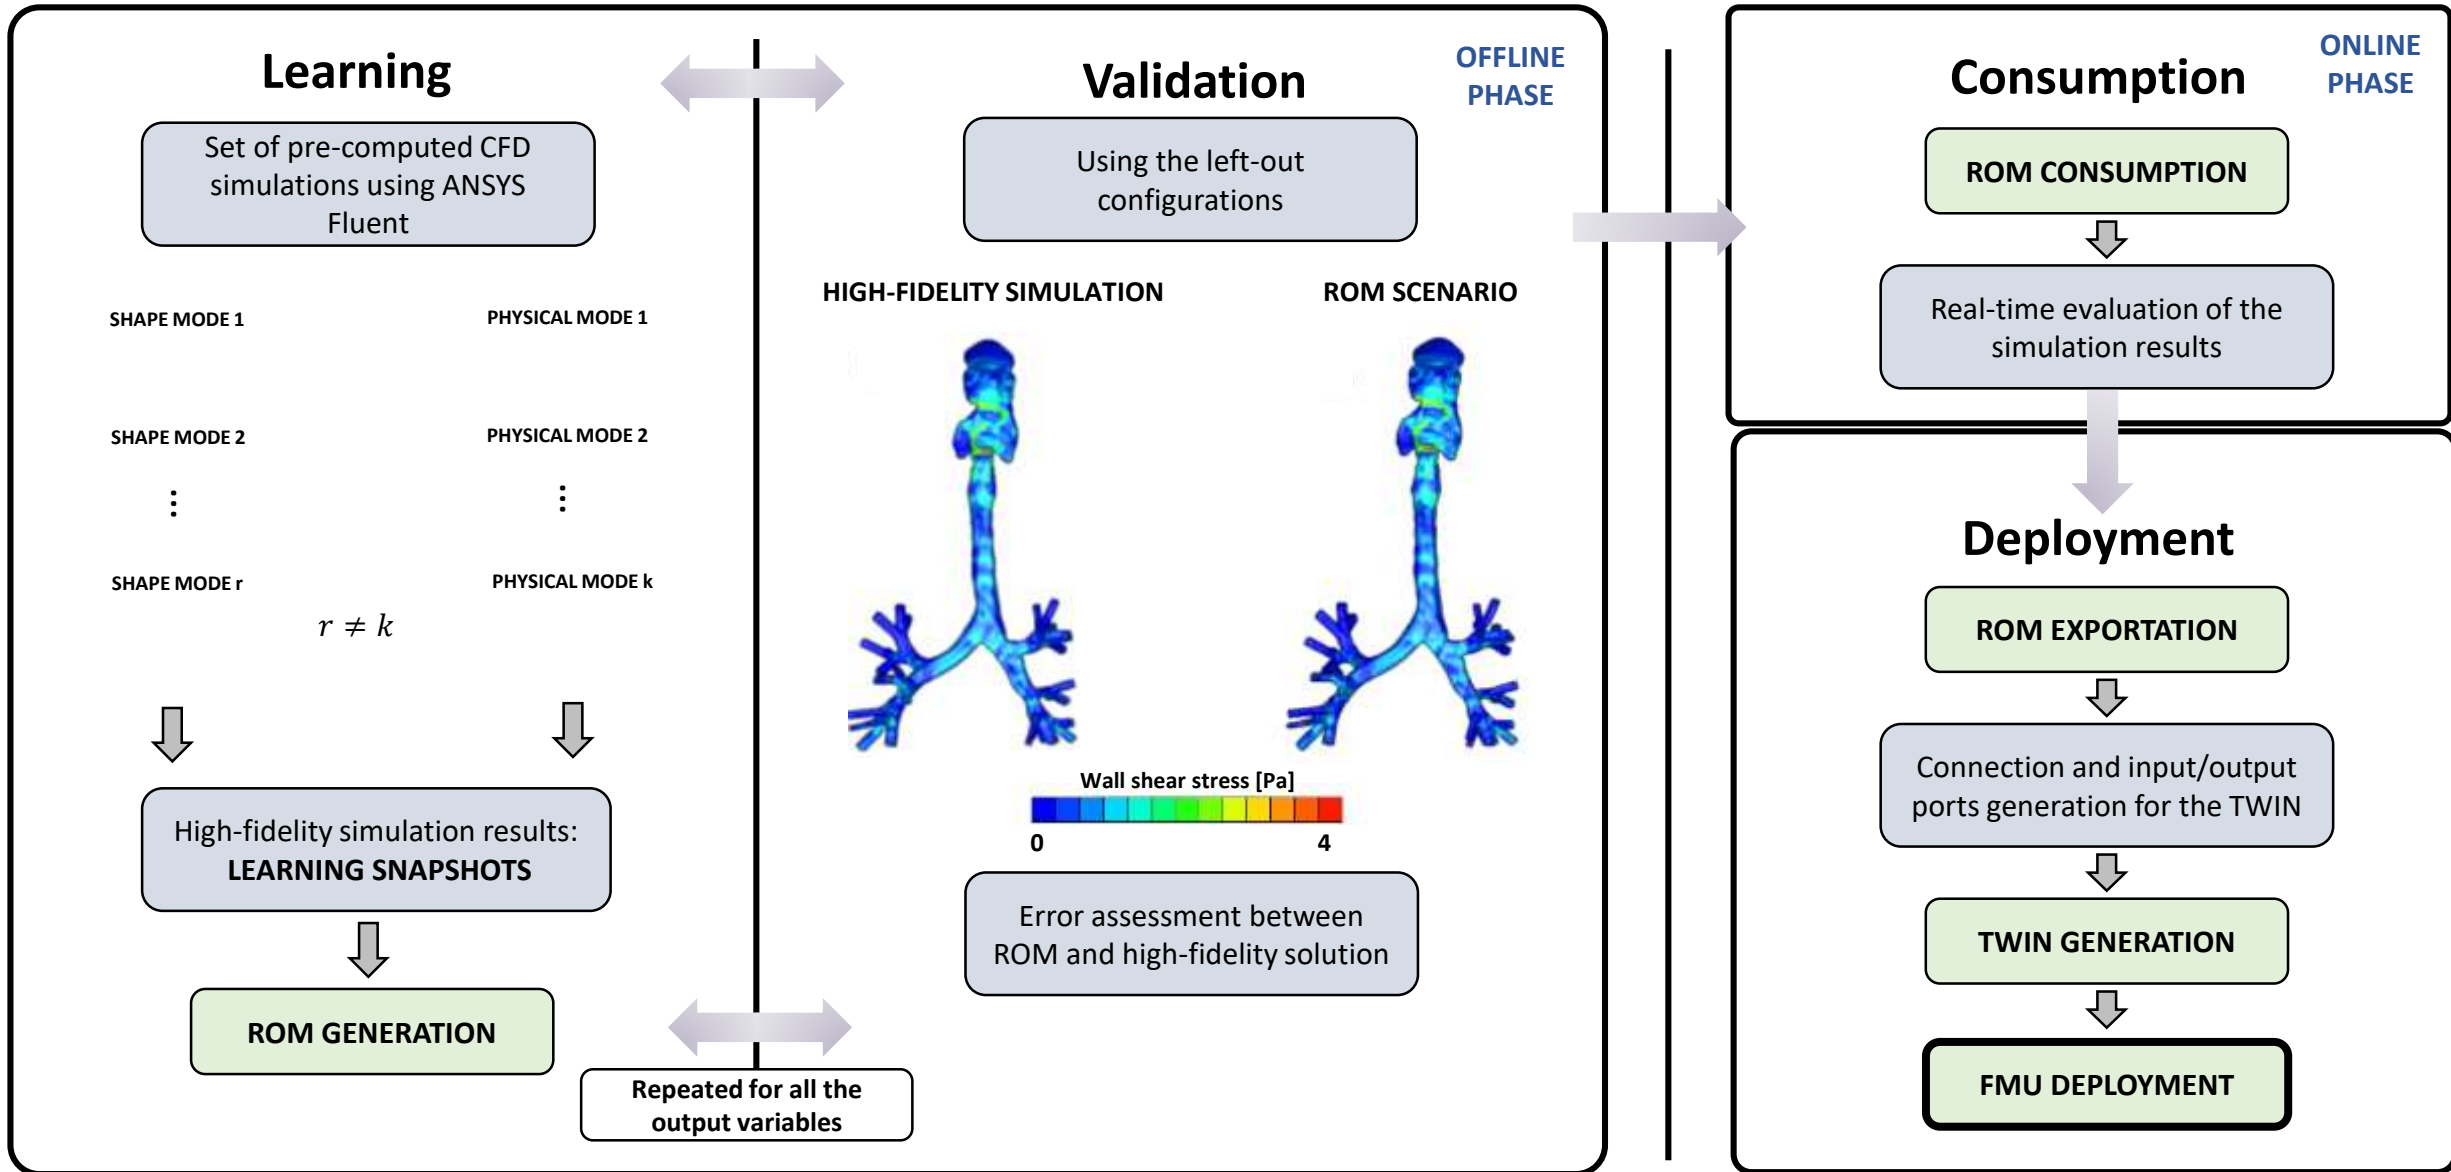 Learning
Set of pre-computed CFD
simulations using ANSYS
Fluent
SHAPE MODE 1
PHYSICAL MODE 1
SHAPE MODE 2
PHYSICAL MODE 2
⋮
⋮
SHAPE MODE r
PHYSICAL MODE k
r ≠ k
High-fidelity simulation results:
LEARNING SNAPSHOTS
ROM GENERATION
Repeated for all the
output variables
OFFLINE
PHASE
Validation
Using the left-out
configurations
HIGH-FIDELITY SIMULATION
ROM SCENARIO
Wall shear stress [Pa]
0
4
Error assessment between
ROM and high-fidelity solution
ONLINE
PHASE
Consumption
ROM CONSUMPTION
Real-time evaluation of the
simulation results
Deployment
ROM EXPORTATION
Connection and input/output
ports generation for the TWIN
TWIN GENERATION
FMU DEPLOYMENT